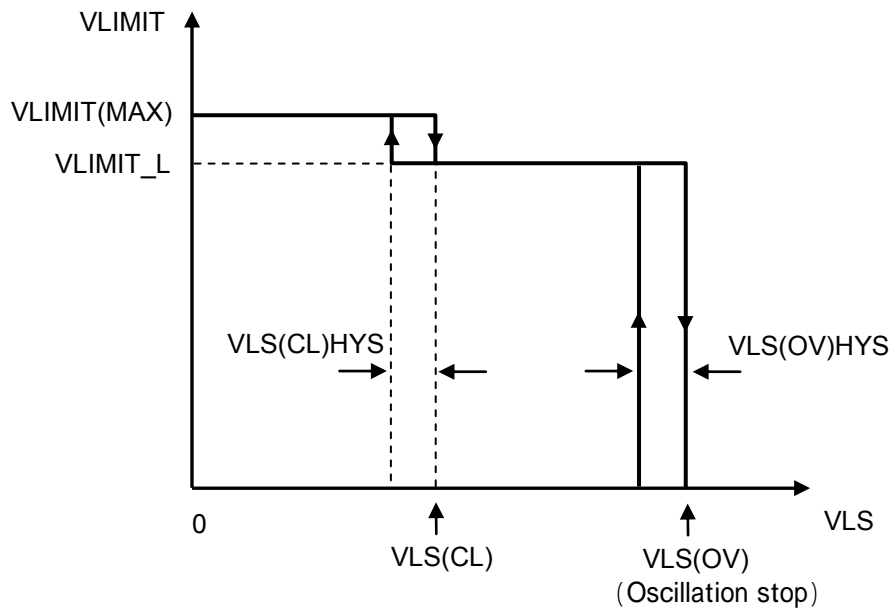 VLIMIT
VLIMIT(MAX)
VLIMIT_L
VLS(CL)HYS
VLS(OV)HYS
0
VLS
VLS(CL)
VLS(OV)
(Oscillation stop)